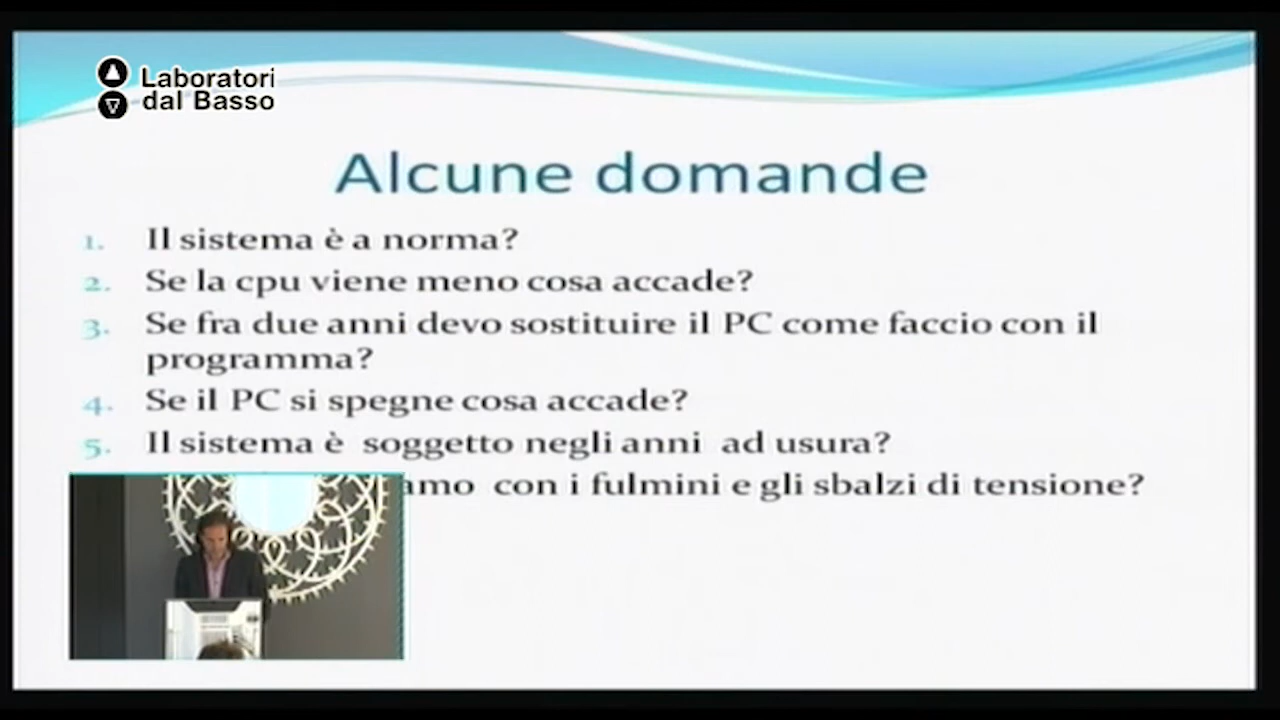 Laboratori
dal Basso
Alcune domande
1. Il sistema è a norma?
2. Se la cpu viene meno cosa accade?
3. Se fra due anni devo sostituire il PC come faccio con il
programma?
4. Se il PC si spegne cosa accade?
5. Il sistema è soggetto negli anni ad usura?
con i fulmini e gli sbalzi di tensione?